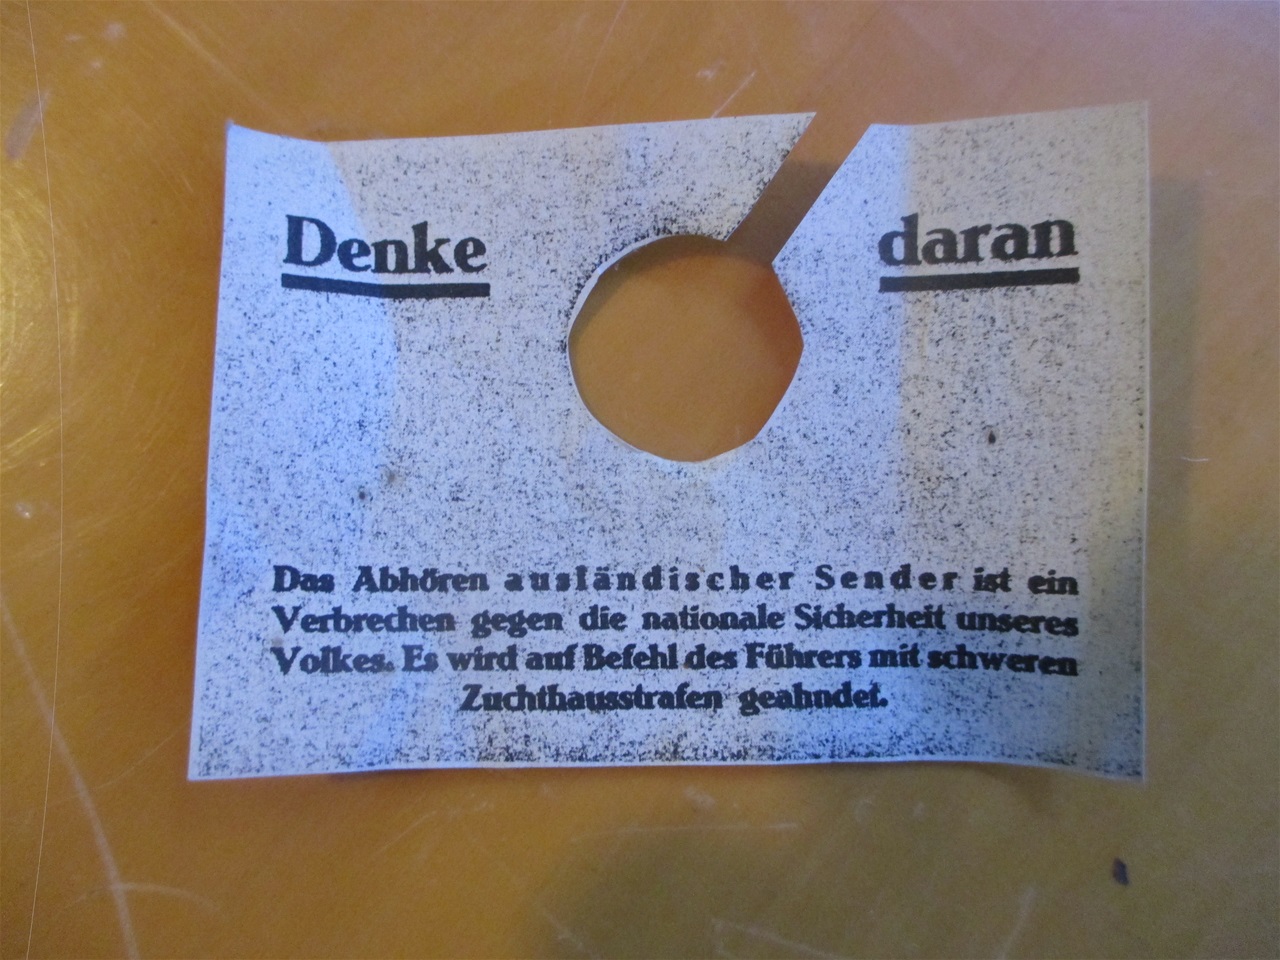 Denke daran
Das Abhören ausländischer Sender ist ein
Verbrechen gegen die nationale Sicherheit unseres
Volkes. Es wird auf Befehl des Führers mit schweren
Zuchthausstrafen geahndet.